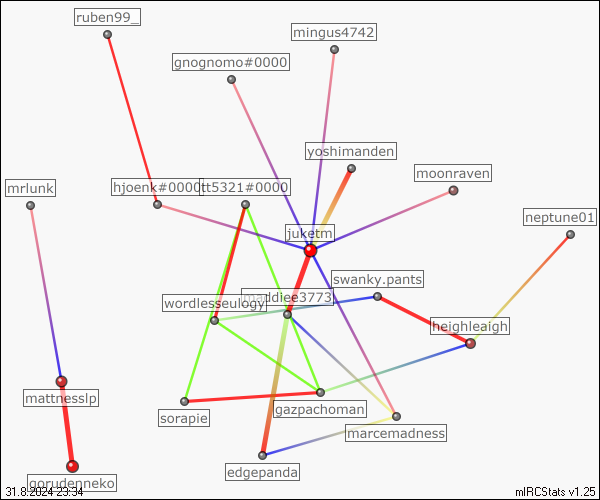 ruben99_
mingus4742
gnognomo#0000
yoshimanden
moonraven
mrlunk
hjoenk#0000
tt5321#0000
neptune01
juketm
swanky.pants
wordlesseulogy
maddiee3773
heighleaigh
mattnesslp
sorapie
gazpachoman
marcemadness
edgepanda
gorudenneko
31.8.2024 23:34
mIRCStats v1.25